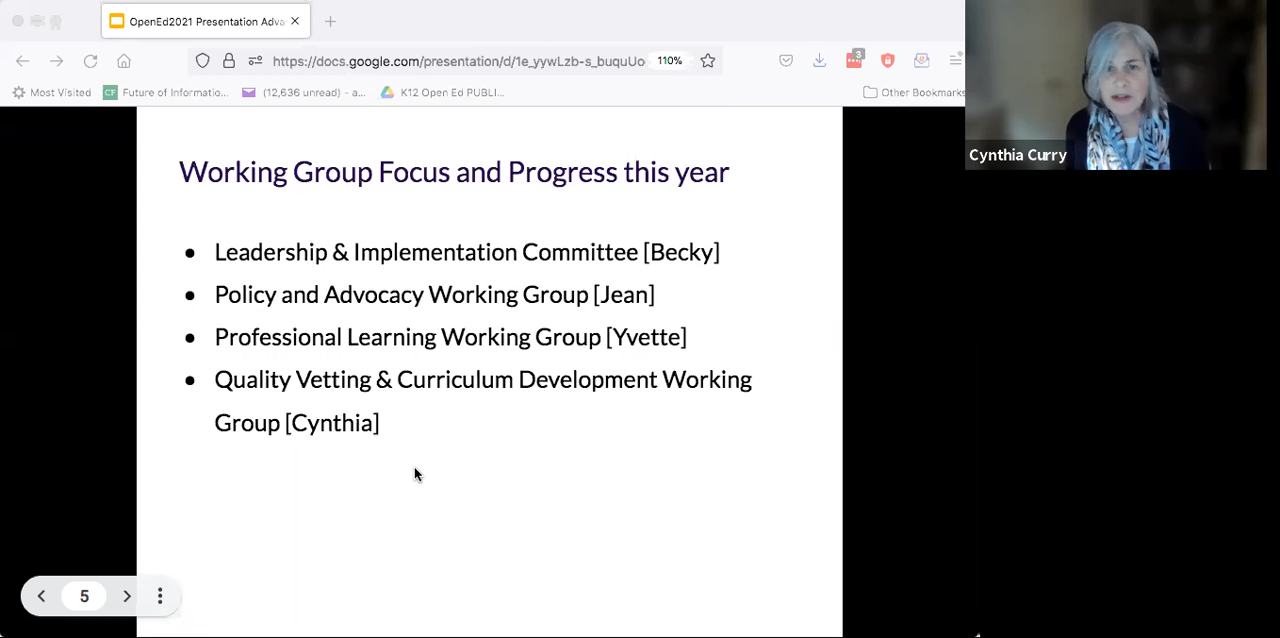 OpenEd2021 Presentation Adva
https://docs.google.com/presentation/d/1e_yywLzb-s_buquUo
110%
3
Most Visited
Future of Informatio...
(12,636 unread) - a...
K12 Open Ed PUBLI...
Other Bookmarks
Cynthia Curry
Working Group Focus and Progress this year
Leadership & Implementation Committee [Becky]
Policy and Advocacy Working Group [Jean]
Professional Learning Working Group [Yvette]
Quality Vetting & Curriculum Development Working
Group [Cynthia]
5